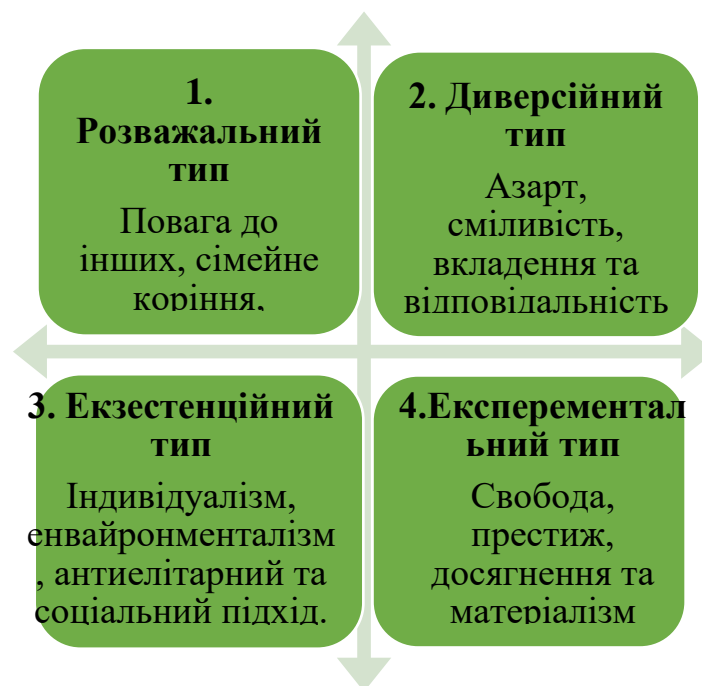 1.
Розважальний
тип
Повага до
інших, сімейне
коріння,
2. Диверсійний
тип
Азарт,
сміливість,
вкладення та
відповідальність
3. Екзестенційний
тип
Індивідуалізм,
енвайронменталізм
, антиелітарний та
соціальний підхід.
4.Експерементал
ьний тип
Свобода,
престиж,
досягнення та
матеріалізм